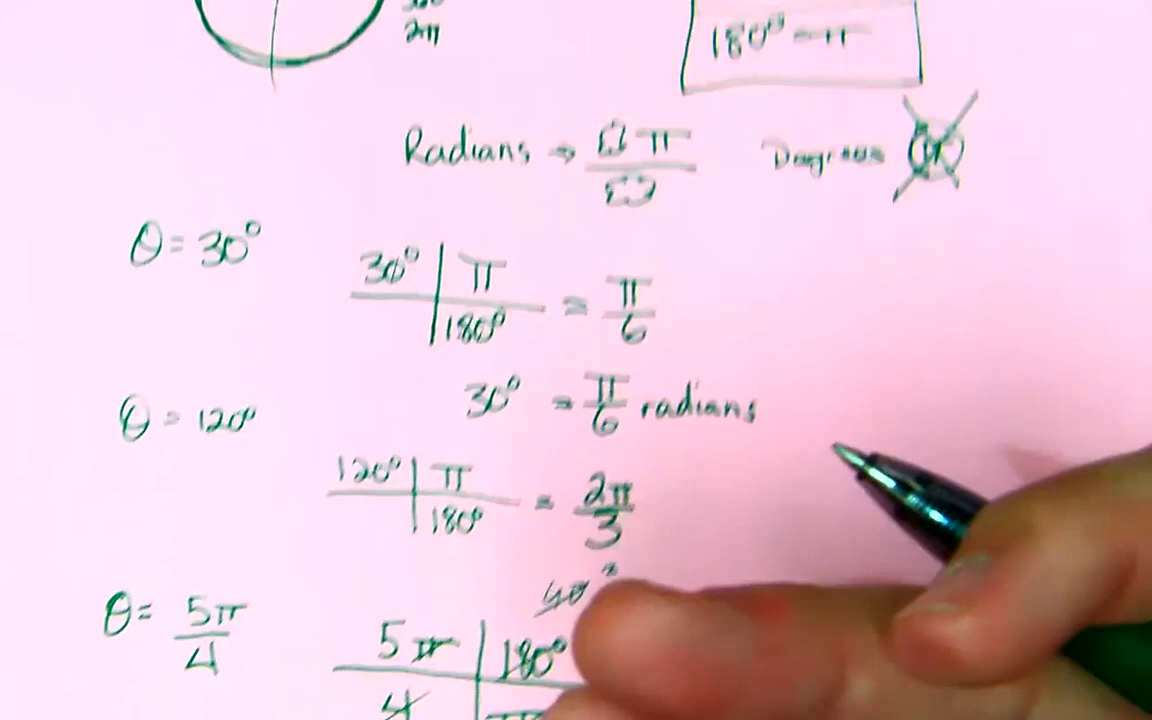 2π
180° = π
Radians → □π/□ Degrees
θ = 30°
30° | π
180° = π/6
30° = π/6 radians
θ = 120°
120° | π
180° = 2π/3
θ = 5π/4
5π | 180°
4